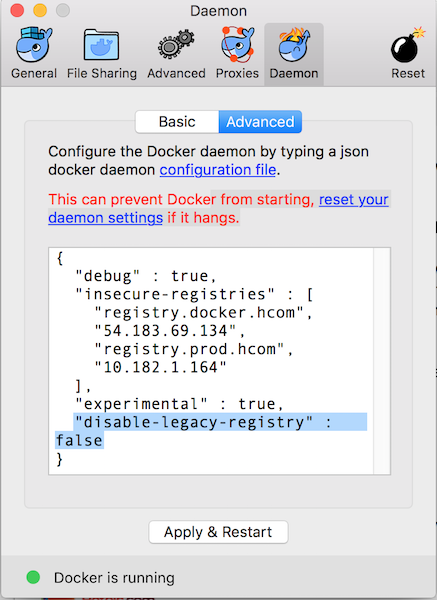 Daemon
General File Sharing Advanced Proxies Daemon Reset
Basic Advanced
Configure the Docker daemon by typing a json
docker daemon configuration file.
This can prevent Docker from starting, reset your
daemon settings if it hangs.
{
"debug" : true,
"insecure-registries" : [
"registry.docker.hcom",
"54.183.69.134",
"registry.prod.hcom",
"10.182.1.164"
],
"experimental" : true,
"disable-legacy-registry" :
false
}
Apply & Restart
Docker is running